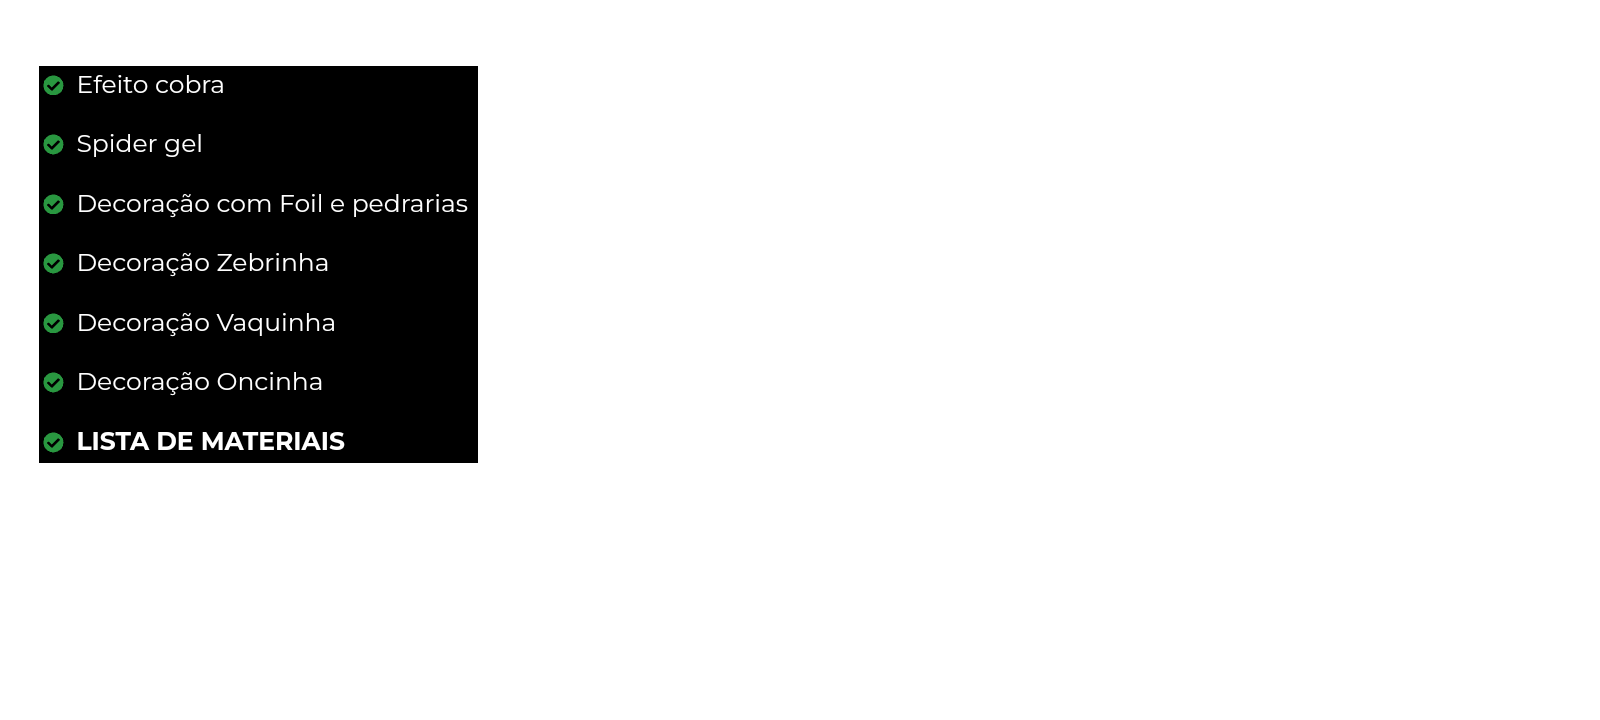 Efeito cobra
Spider gel
Decoração com Foil e pedrarias
Decoração Zebrinha
Decoração Vaquinha
Decoração Oncinha
LISTA DE MATERIAIS